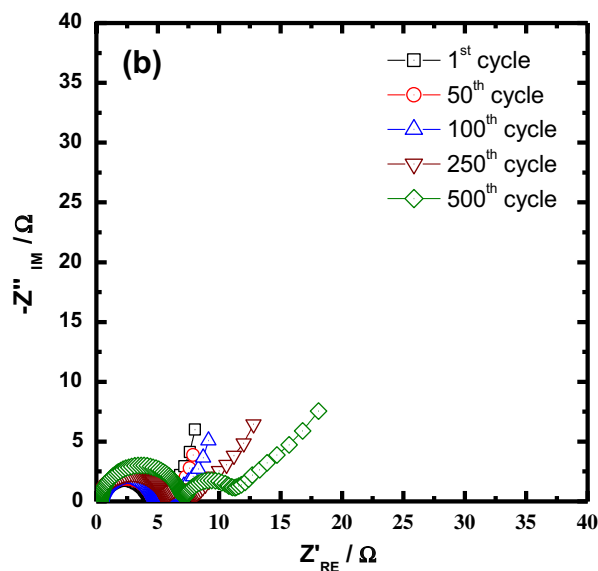 (b)
1st cycle
50th cycle
100th cycle
250th cycle
500th cycle
-Z''IM / Ω
40
35
30
25
20
15
10
5
0
0 5 10 15 20 25 30 35 40
Z'RE / Ω